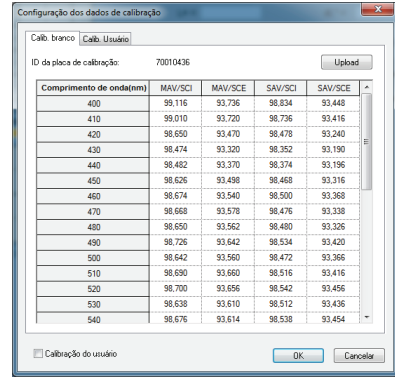 Configuração dos dados de calibração
Calib. branco Calib. Usuário
ID da placa de calibração: 70010436 Upload
Comprimento de onda(nm) MAV/SCI MAV/SCE SAV/SCI SAV/SCE
400 99,116 93,736 98,834 93,448
410 99,010 93,720 98,736 93,416
420 98,650 93,470 98,478 93,240
430 98,474 93,320 98,352 93,190
440 98,482 93,370 98,374 93,196
450 98,626 93,498 98,468 93,316
460 98,674 93,540 98,500 93,368
470 98,668 93,578 98,476 93,338
480 98,650 93,562 98,480 93,326
490 98,726 93,642 98,534 93,420
500 98,642 93,560 98,472 93,366
510 98,690 93,660 98,516 93,416
520 98,700 93,656 98,542 93,456
530 98,638 93,610 98,512 93,436
540 98,676 93,614 98,538 93,454
Calibração do usuário OK Cancelar